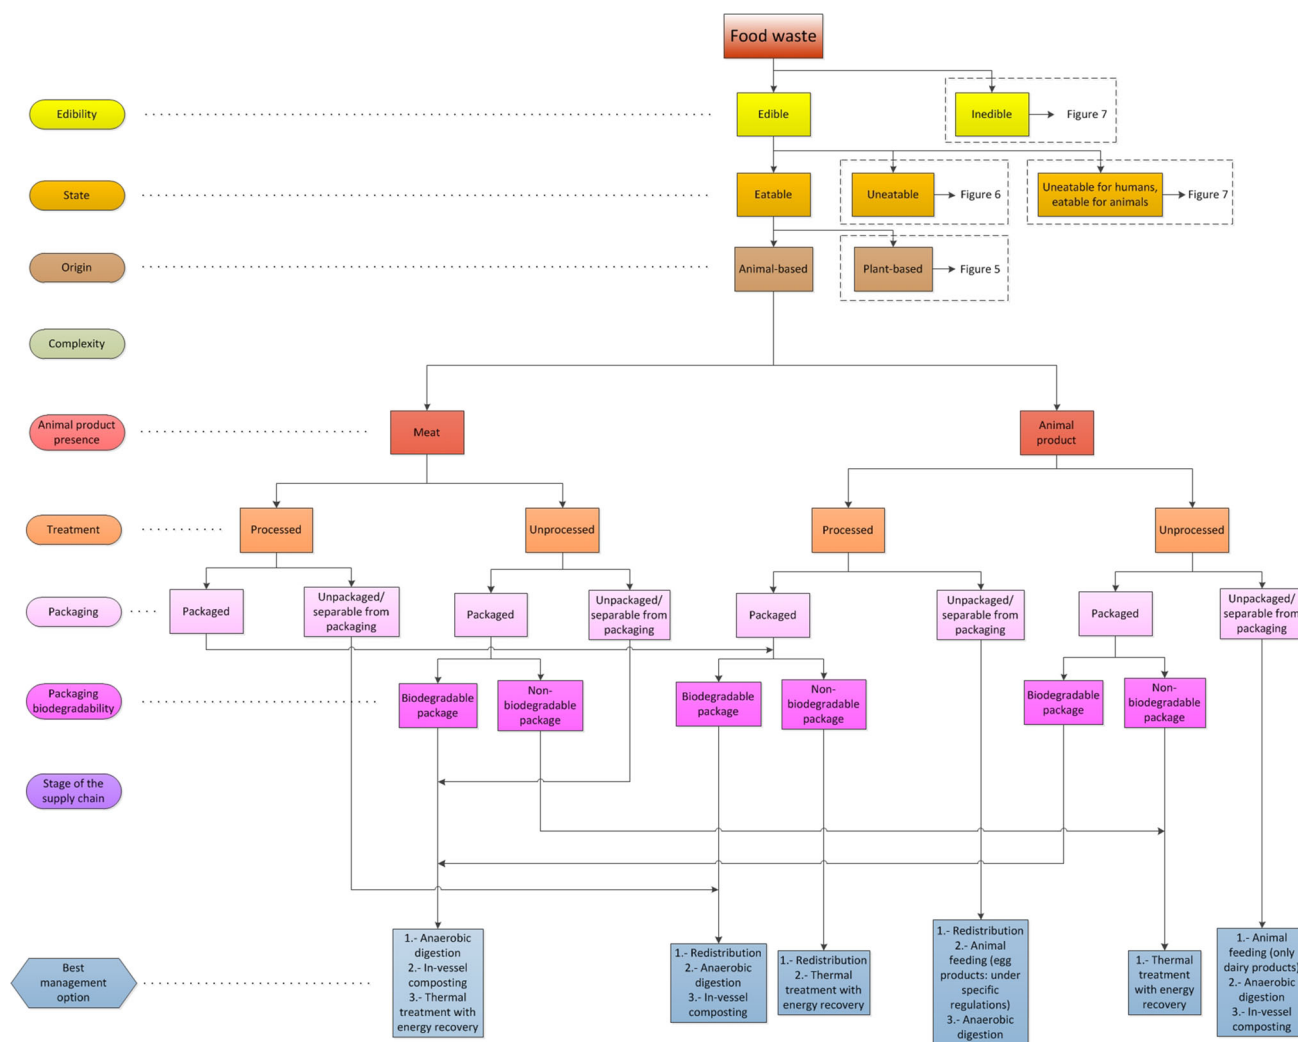 Food waste
Edibility
Edible
Inedible
Figure 7
State
Eatable
Uneatable
Figure 6
Uneatable for humans,
eatable for animals
Figure 7
Origin
Animal-based
Plant-based
Figure 5
Complexity
Animal product
presence
Meat
Animal
product
Treatment
Processed
Unprocessed
Processed
Unprocessed
Packaging
Packaged
Unpackaged/
separable from
packaging
Packaged
Unpackaged/
separable from
packaging
Packaged
Unpackaged/
separable from
packaging
Packaged
Unpackaged/
separable from
packaging
Packaging
biodegradability
Biodegradable
package
Non-
biodegradable
package
Biodegradable
package
Non-
biodegradable
package
Biodegradable
package
Non-
biodegradable
package
Stage of the
supply chain
Best
management
option
1.- Anaerobic
digestion
2.- In-vessel
composting
3.- Thermal
treatment with
energy recovery
1.- Redistribution
2.- Anaerobic
digestion
3.- In-vessel
composting
1.- Redistribution
2.- Thermal
treatment with
energy recovery
1.- Redistribution
2.- Animal
feeding (egg
products: under
specific
regulations)
3.- Anaerobic
digestion
1.- Thermal
treatment
with energy
recovery
1.- Animal
feeding (only
dairy products)
2.- Anaerobic
digestion
3.- In-vessel
composting